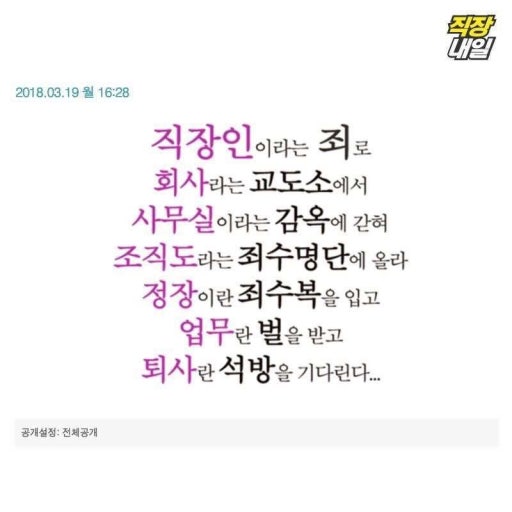 직장
내일
2018.03.19 월 16:28
직장인이라는 죄로
회사라는 교도소에서
사무실이라는 감옥에 갇혀
조직도라는 죄수명단에 올라
정장이란 죄수복을 입고
업무란 벌을 받고
퇴사란 석방을 기다린다...
공개설정: 전체공개